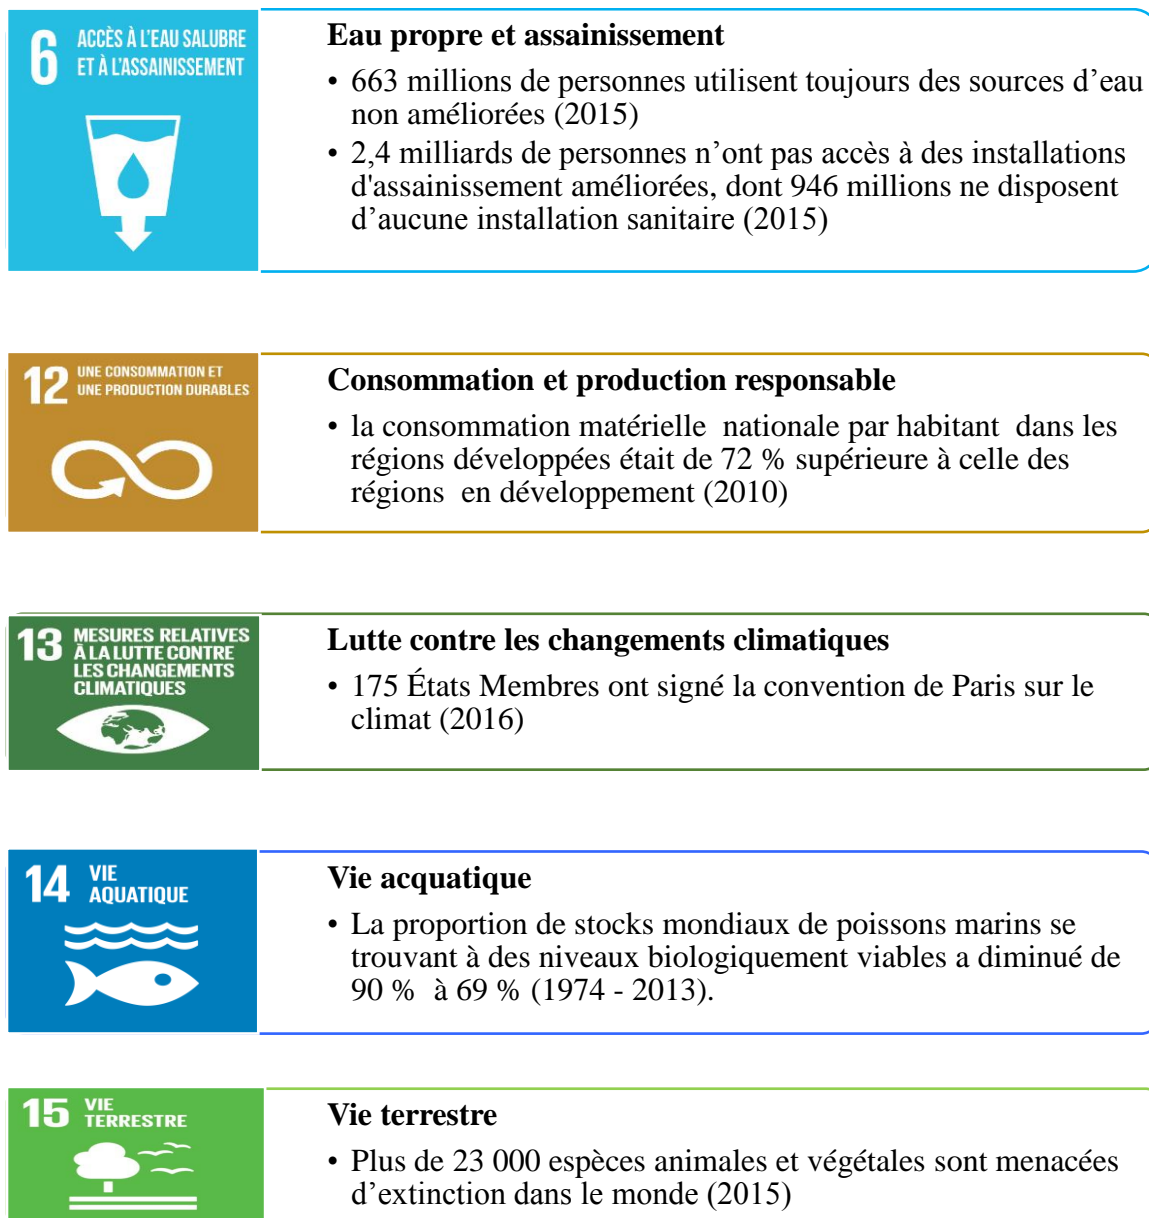 6 ACCÈS À L'EAU SALUBRE
ET À L'ASSAINISSEMENT
Eau propre et assainissement
• 663 millions de personnes utilisent toujours des sources d’eau
non améliorées (2015)
• 2,4 milliards de personnes n’ont pas accès à des installations
d'assainissement améliorées, dont 946 millions ne disposent
d’aucune installation sanitaire (2015)
12 UNE CONSOMMATION ET
UNE PRODUCTION DURABLES
Consommation et production responsable
• la consommation matérielle nationale par habitant dans les
régions développées était de 72 % supérieure à celle des
régions en développement (2010)
13 MESURES RELATIVES
À LA LUTTE CONTRE
LES CHANGEMENTS
CLIMATIQUES
Lutte contre les changements climatiques
• 175 États Membres ont signé la convention de Paris sur le
climat (2016)
14 VIE
AQUATIQUE
Vie acquatique
• La proportion de stocks mondiaux de poissons marins se
trouvant à des niveaux biologiquement viables a diminué de
90 % à 69 % (1974 - 2013).
15 VIE
TERRESTRE
Vie terrestre
• Plus de 23 000 espèces animales et végétales sont menacées
d’extinction dans le monde (2015)